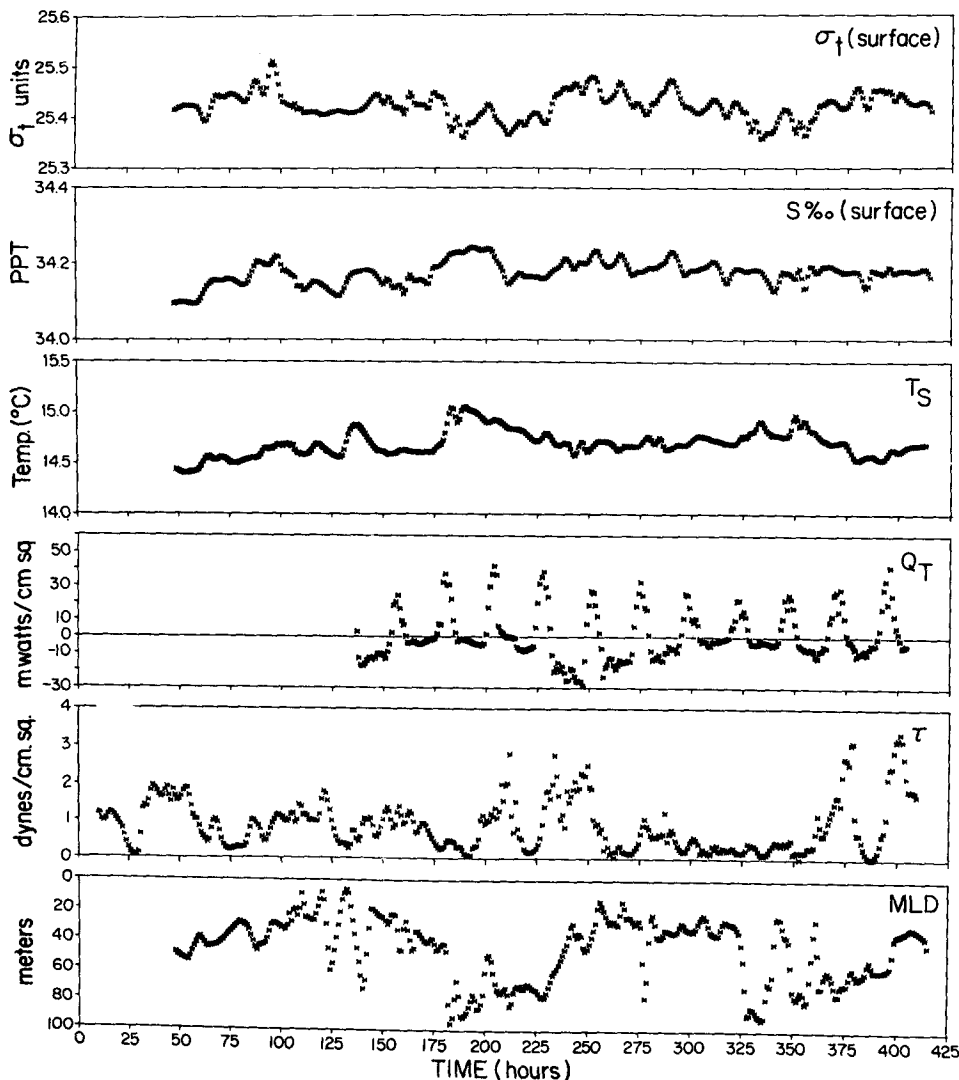 25.6
25.5
25.4
25.3
σt units
σt (surface)
34.4
34.2
34.0
PPT
S‰ (surface)
15.5
15.0
14.5
14.0
Temp. (°C)
TS
50
30
10
0
-10
-30
mwatts/cm sq
QT
4
3
2
1
0
dynes/cm. sq.
τ
0
20
40
60
80
100
meters
MLD
0 25 50 75 100 125 150 175 200 225 250 275 300 325 350 375 400 425
TIME (hours)